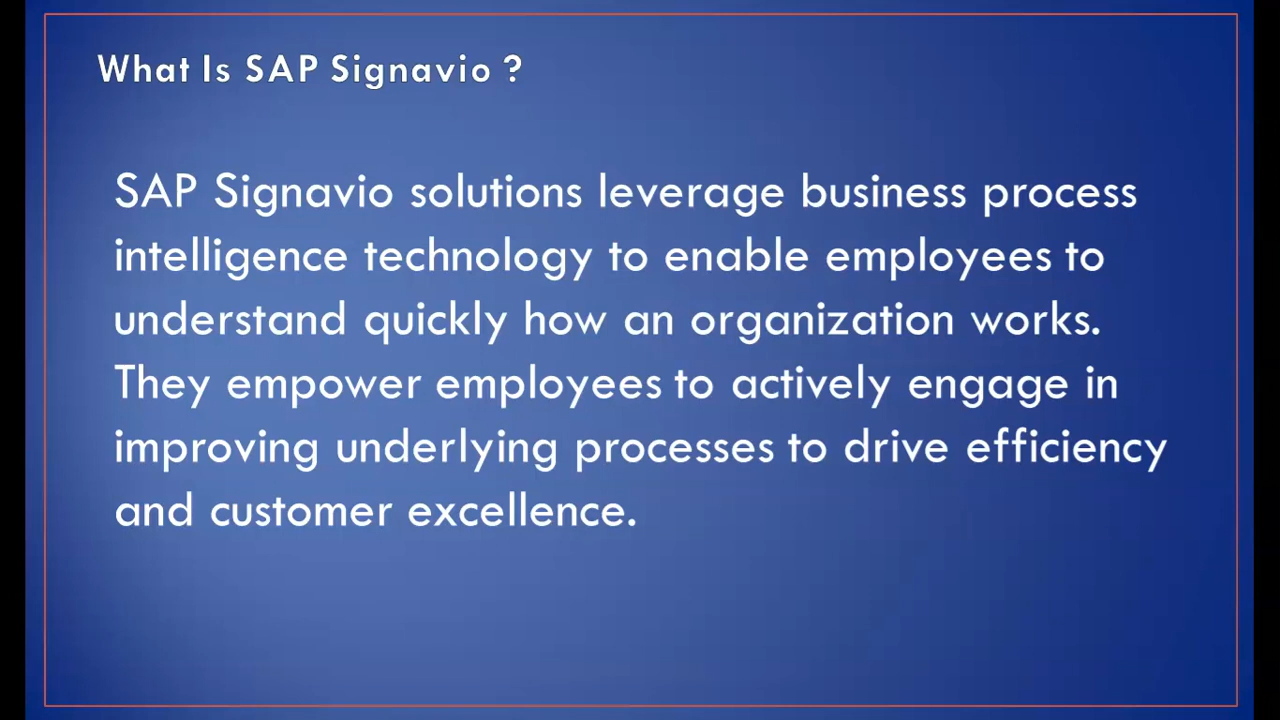 What Is SAP Signavio ?
SAP Signavio solutions leverage business process
intelligence technology to enable employees to
understand quickly how an organization works.
They empower employees to actively engage in
improving underlying processes to drive efficiency
and customer excellence.